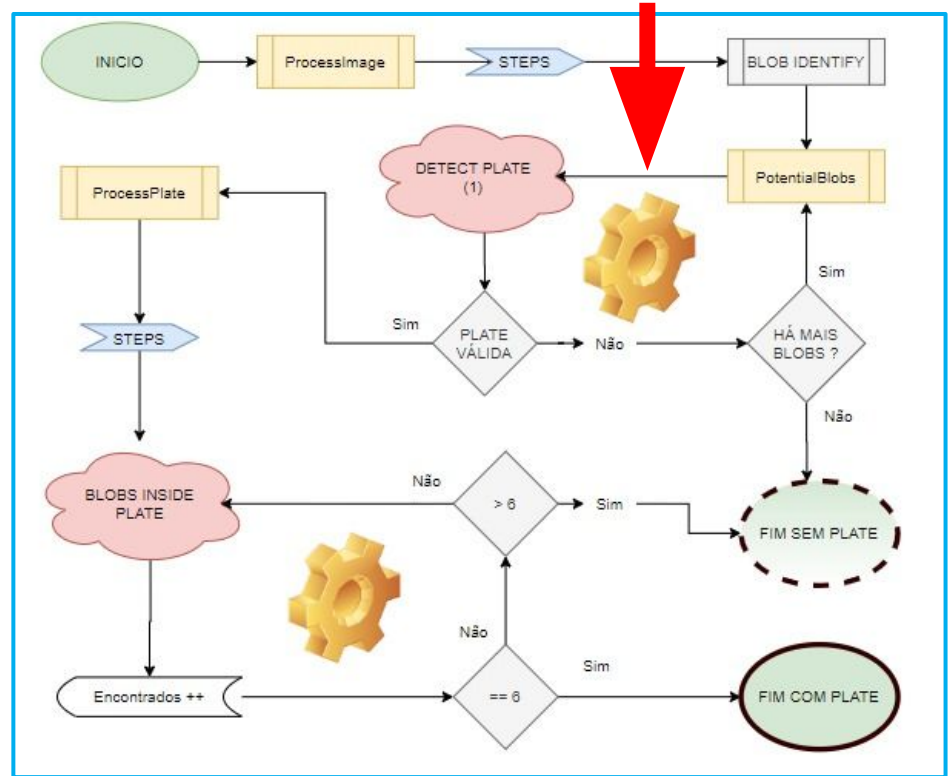 INICIO
ProcessImage
STEPS
BLOB IDENTIFY
DETECT PLATE
(1)
PotentialBlobs
ProcessPlate
Sim
Sim
STEPS
PLATE
VÁLIDA
Não
HÁ MAIS
BLOBS ?
Não
Não
BLOBS INSIDE
PLATE
> 6
Sim
FIM SEM PLATE
Não
Sim
Encontrados ++
== 6
FIM COM PLATE